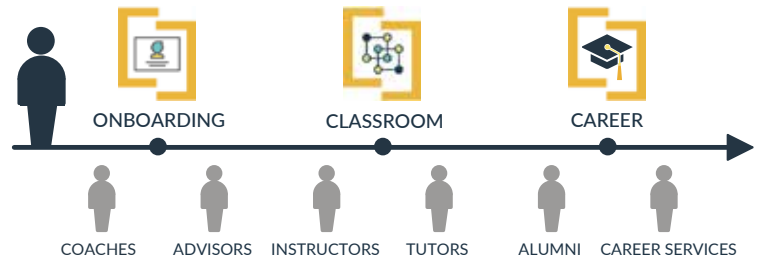 ONBOARDING
CLASSROOM
CAREER
COACHES
ADVISORS
INSTRUCTORS
TUTORS
ALUMNI
CAREER SERVICES